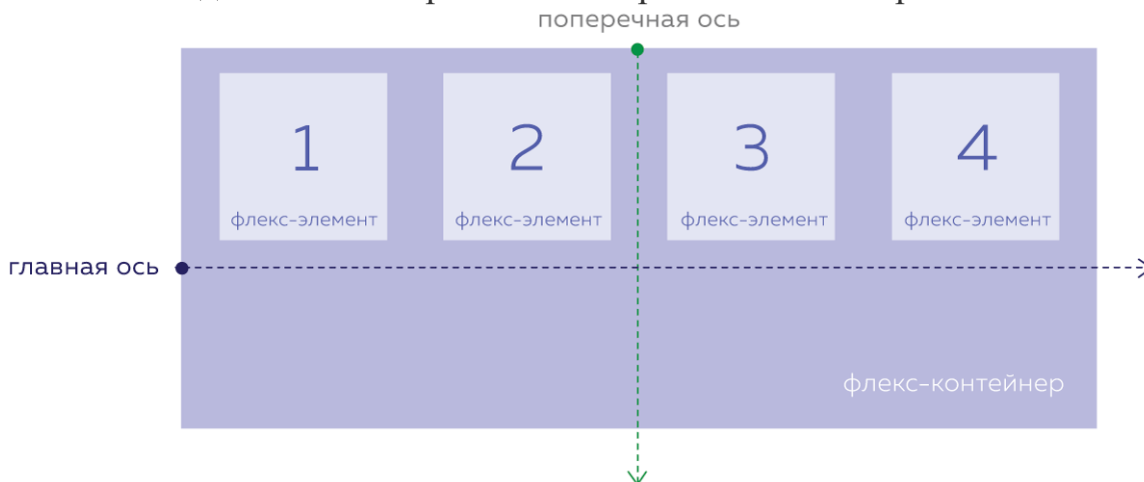 поперечная ось
1
2
3
4
флекс-элемент
флекс-элемент
флекс-элемент
флекс-элемент
главная ось
флекс-контейнер